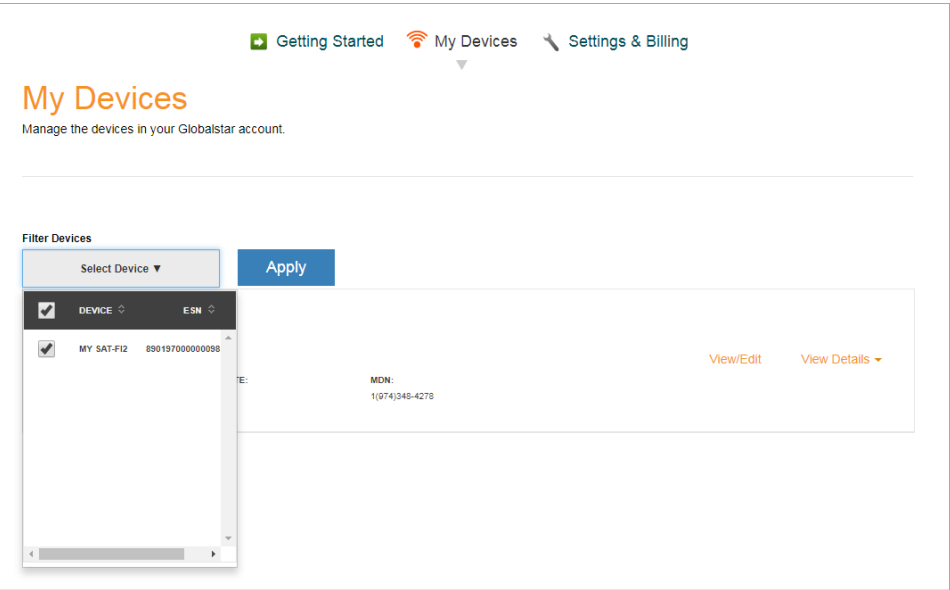 Getting Started My Devices Settings & Billing
My Devices
Manage the devices in your Globalstar account.
Filter Devices
Select Device ▼ Apply
DEVICE ESN
MY SAT-FI2 890197000000098
View/Edit View Details
TE: MDN:
1(974)348-4278